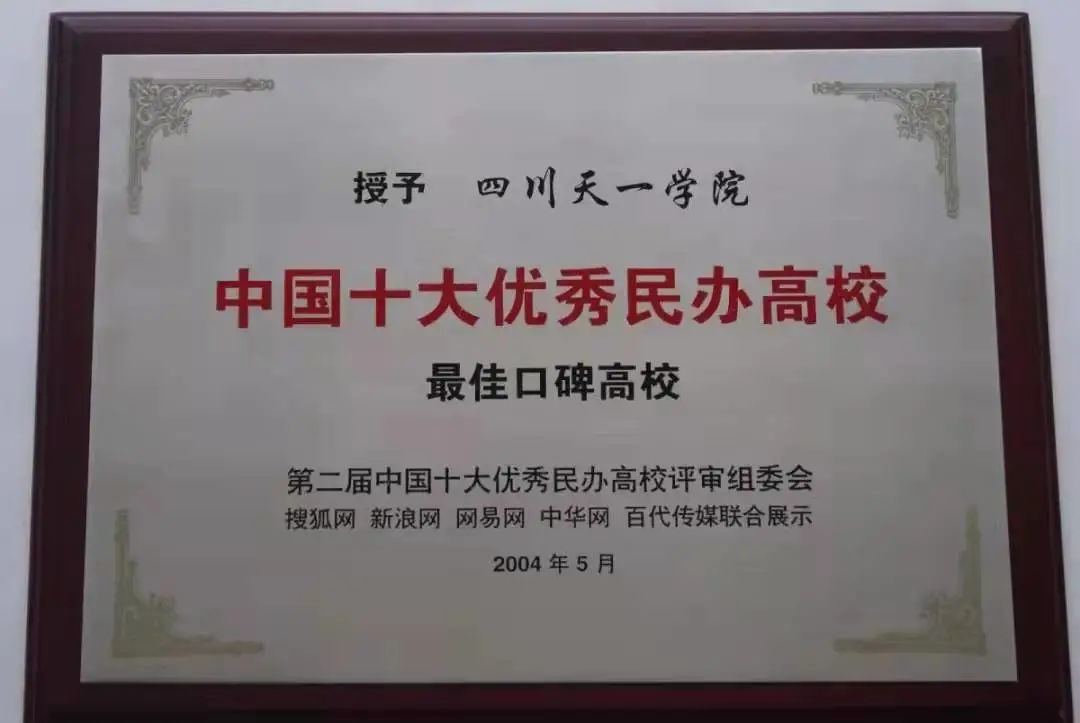 授予 四川天一学院
中国十大优秀民办高校
最佳口碑高校
第二届中国十大优秀民办高校评审组委会
搜狐网 新浪网 网易网 中华网 百代传媒联合展示
2004 年 5 月